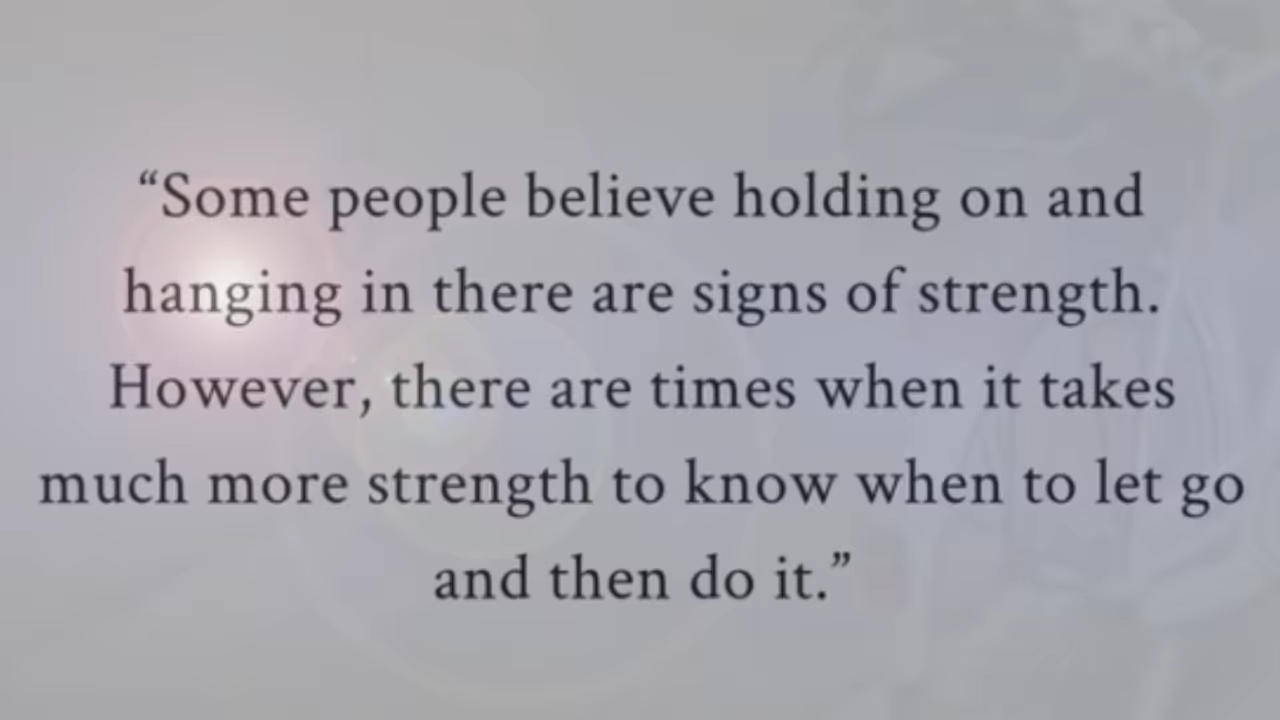 “Some people believe holding on and
hanging in there are signs of strength.
However, there are times when it takes
much more strength to know when to let go
and then do it.”